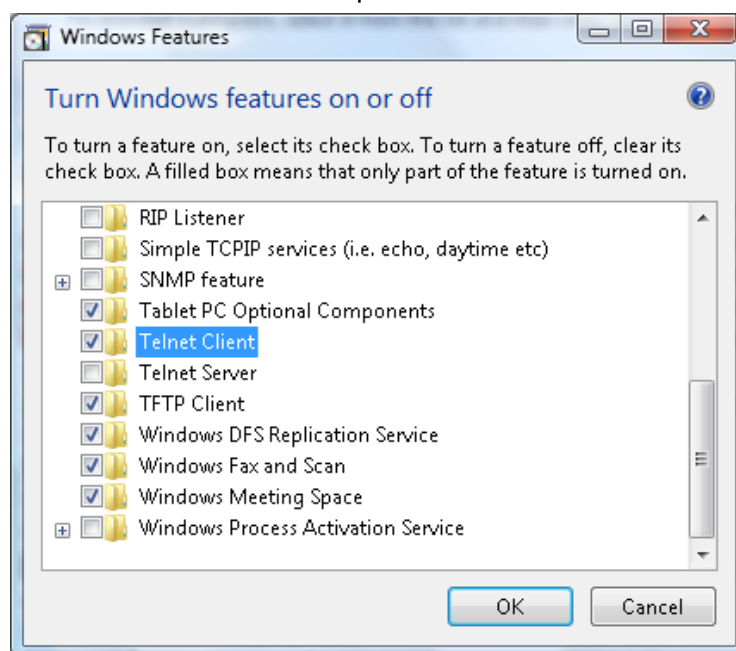 Windows Features
Turn Windows features on or off
To turn a feature on, select its check box. To turn a feature off, clear its
check box. A filled box means that only part of the feature is turned on.
RIP Listener
Simple TCPIP services (i.e. echo, daytime etc)
SNMP feature
Tablet PC Optional Components
Telnet Client
Telnet Server
TFTP Client
Windows DFS Replication Service
Windows Fax and Scan
Windows Meeting Space
Windows Process Activation Service
OK Cancel